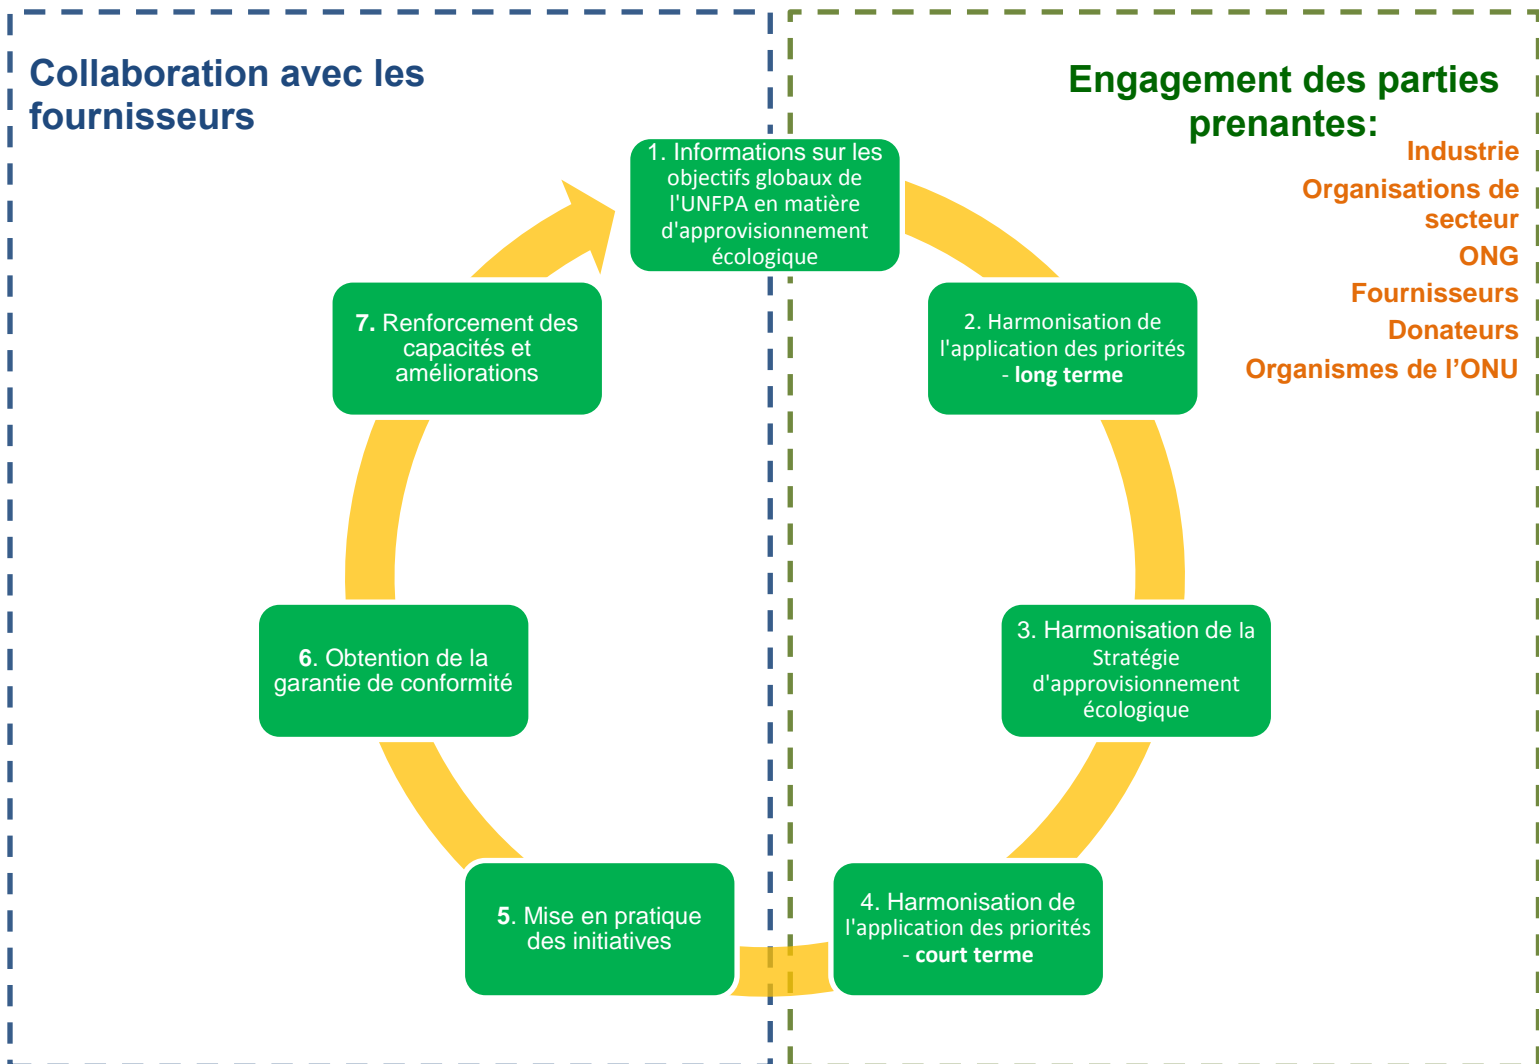 Collaboration avec les
fournisseurs
Engagement des parties
prenantes:
Industrie
Organisations de
secteur
ONG
Fournisseurs
Donateurs
Organismes de l’ONU
1. Informations sur les
objectifs globaux de
l'UNFPA en matière
d'approvisionnement
écologique
2. Harmonisation de
l'application des priorités
- long terme
3. Harmonisation de la
Stratégie
d'approvisionnement
écologique
4. Harmonisation de
l'application des priorités
- court terme
5. Mise en pratique
des initiatives
6. Obtention de la
garantie de conformité
7. Renforcement des
capacités et
améliorations